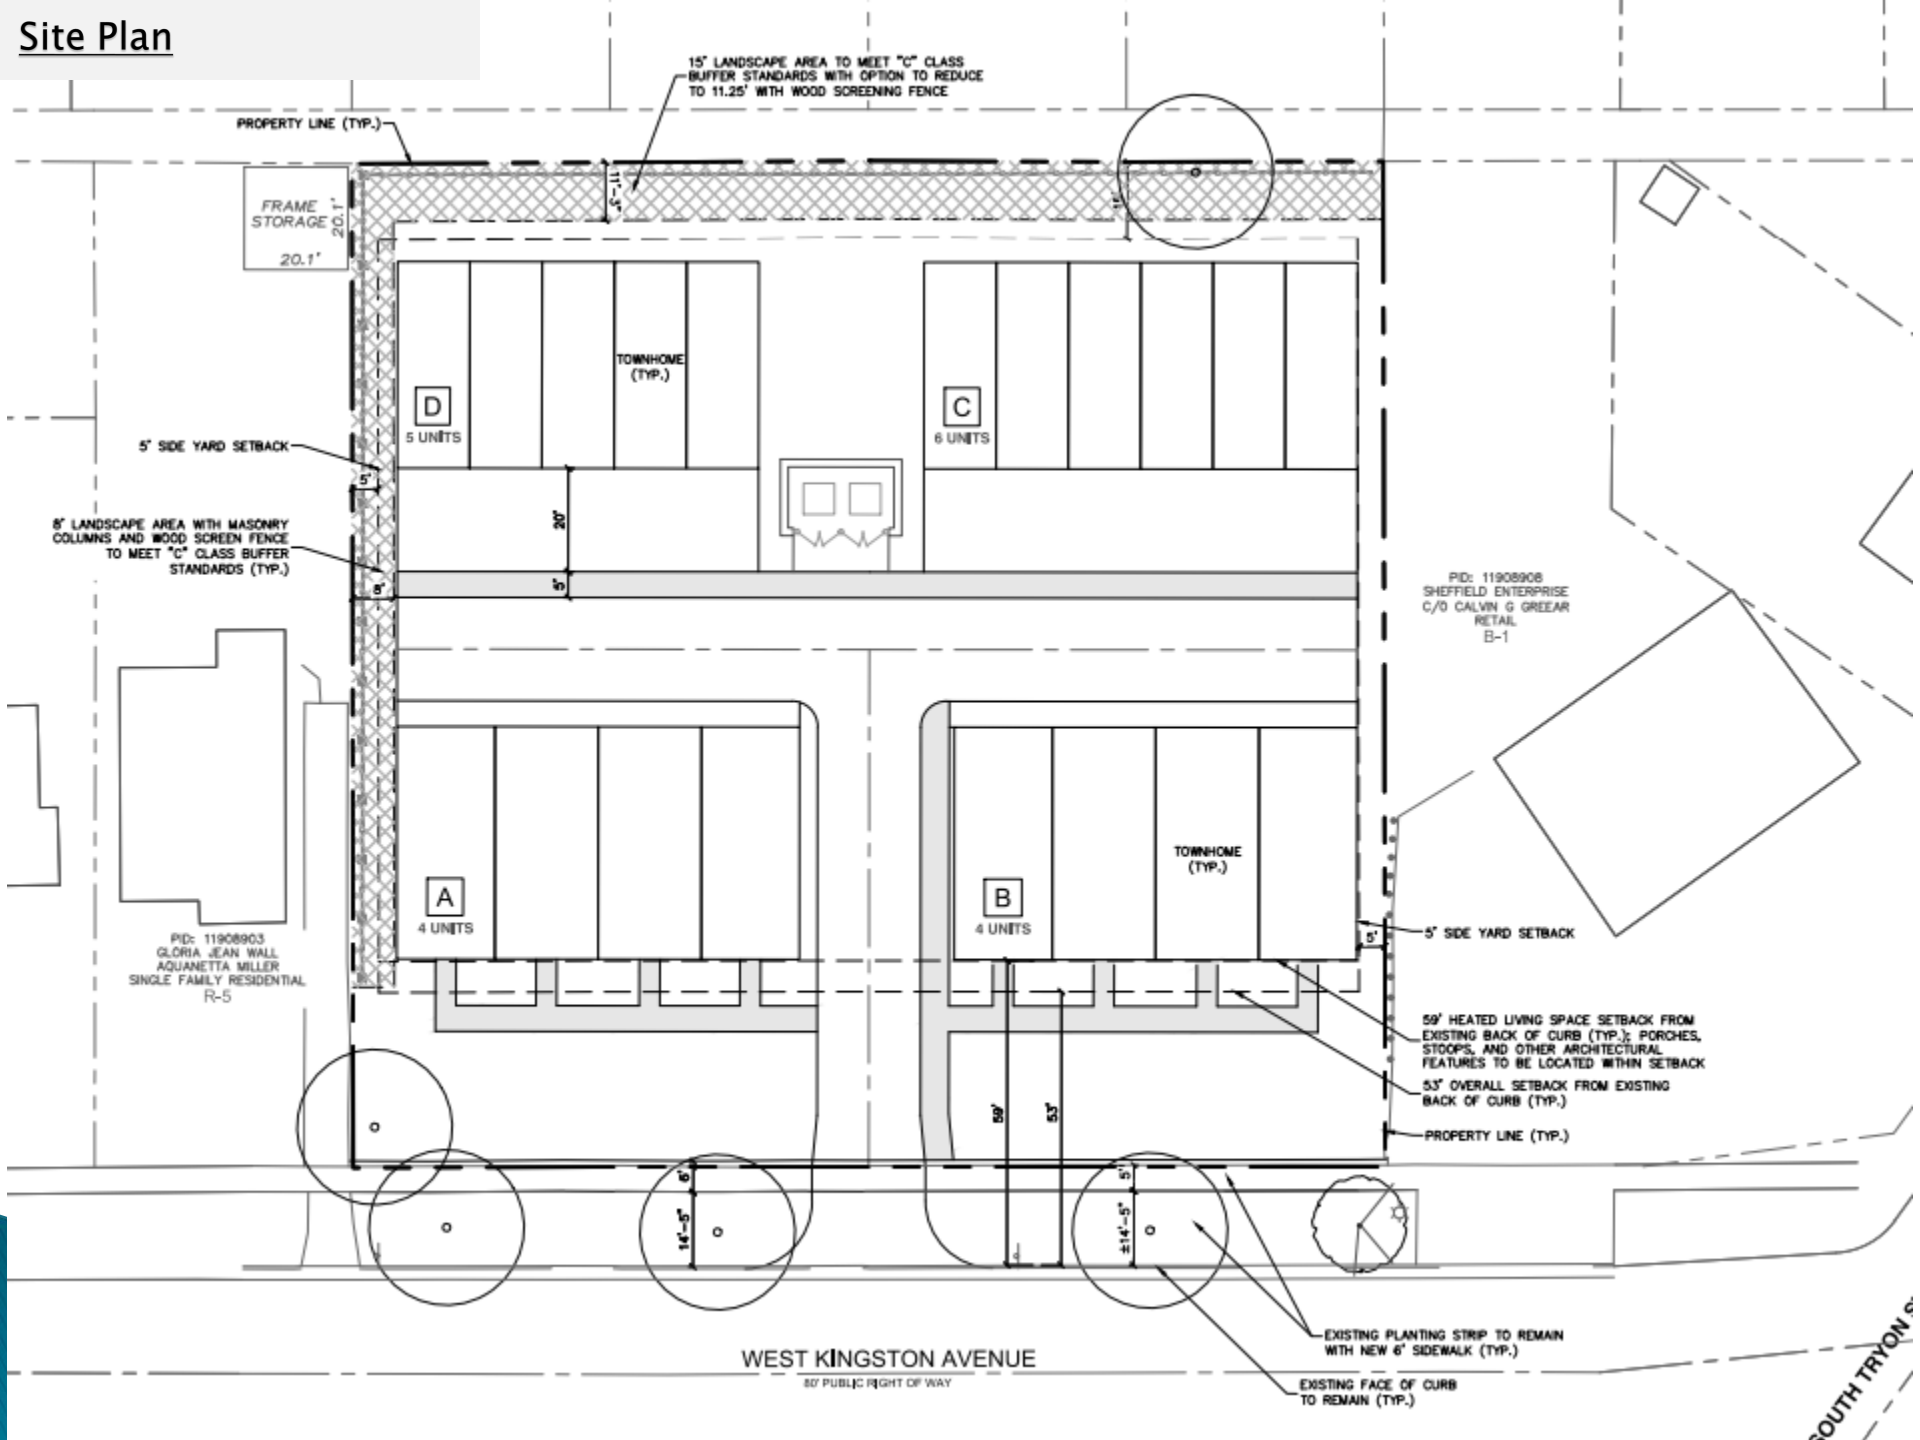 Site Plan
15' LANDSCAPE AREA TO MEET "C" CLASS
BUFFER STANDARDS WITH OPTION TO REDUCE
TO 11.25' WITH WOOD SCREENING FENCE
PROPERTY LINE (TYP.)
FRAME
STORAGE
20.1'
20.1'
11'-3"
TOWNHOME
(TYP.)
D
5 UNITS
C
6 UNITS
5' SIDE YARD SETBACK
5'
20'
8' LANDSCAPE AREA WITH MASONRY
COLUMNS AND WOOD SCREEN FENCE
TO MEET "C" CLASS BUFFER
STANDARDS (TYP.)
8'
5'
PID: 11908908
SHEFFIELD ENTERPRISE
C/O CALVIN G GREEAR
RETAIL
B-1
TOWNHOME
(TYP.)
A
4 UNITS
B
4 UNITS
PID: 11908903
GLORIA JEAN WALL
AQUANETTA MILLER
SINGLE FAMILY RESIDENTIAL
R-5
5' SIDE YARD SETBACK
5'
59' HEATED LIVING SPACE SETBACK FROM
EXISTING BACK OF CURB (TYP.); PORCHES,
STOOPS, AND OTHER ARCHITECTURAL
FEATURES TO BE LOCATED WITHIN SETBACK
53' OVERALL SETBACK FROM EXISTING
BACK OF CURB (TYP.)
59'
53'
PROPERTY LINE (TYP.)
6'
5'
14'-5"
±14'-5"
EXISTING PLANTING STRIP TO REMAIN
WITH NEW 6' SIDEWALK (TYP.)
WEST KINGSTON AVENUE
80' PUBLIC RIGHT OF WAY
EXISTING FACE OF CURB
TO REMAIN (TYP.)
SOUTH TRYON